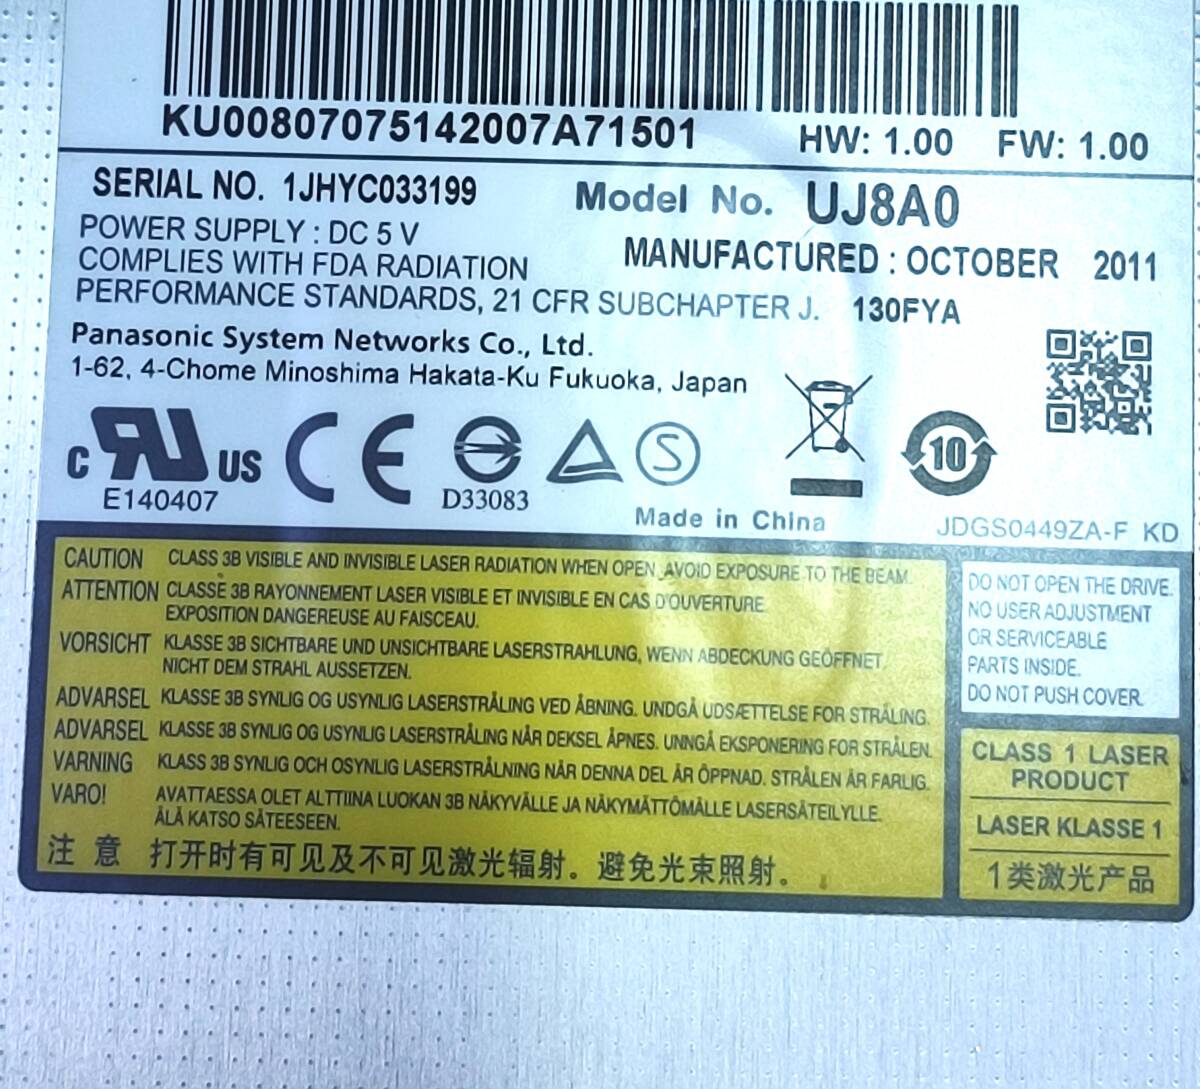 KU00807075142007A71501 HW: 1.00 FW: 1.00
SERIAL NO. 1JHYC033199 Model No. UJ8A0
POWER SUPPLY : DC 5 V
MANUFACTURED : OCTOBER 2011
COMPLIES WITH FDA RADIATION
PERFORMANCE STANDARDS, 21 CFR SUBCHAPTER J. 130FYA
Panasonic System Networks Co., Ltd.
1-62, 4-Chome Minoshima Hakata-Ku Fukuoka, Japan
C US CE S 10
E140407 D33083
Made in China JDGS0449ZA-F KD
CAUTION CLASS 3B VISIBLE AND INVISIBLE LASER RADIATION WHEN OPEN. AVOID EXPOSURE TO THE BEAM.
ATTENTION CLASSE 3B RAYONNEMENT LASER VISIBLE ET INVISIBLE EN CAS D'OUVERTURE
EXPOSITION DANGEREUSE AU FAISCEAU.
VORSICHT KLASSE 3B SICHTBARE UND UNSICHTBARE LASERSTRAHLUNG, WENN ABDECKUNG GEÖFFNET
NICHT DEM STRAHL AUSSETZEN.
ADVARSEL KLASSE 3B SYNLIG OG USYNLIG LASERSTRÅLING VED ÅBNING. UNDGÅ UDSÆTTELSE FOR STRÅLING.
ADVARSEL KLASSE 3B SYNLIG OG USYNLIG LASERSTRÅLING NÅR DEKSEL ÅPNES. UNNGÅ EKSPONERING FOR STRÅLEN.
VARNING KLASS 3B SYNLIG OCH OSYNLIG LASERSTRÅLNING NÄR DENNA DEL ÄR ÖPPNAD. STRÅLEN ÄR FARLIG.
VARO! AVATTAESSA OLET ALTTIINA LUOKAN 3B NÄKYVÄLLE JA NÄKYMÄTTÖMÄLLE LASERSÄTEILYLLE.
ÄLÄ KATSO SÄTEESEEN.
注意 打开时有可见及不可见激光辐射。避免光束照射。
DO NOT OPEN THE DRIVE.
NO USER ADJUSTMENT
OR SERVICEABLE
PARTS INSIDE.
DO NOT PUSH COVER.
CLASS 1 LASER
PRODUCT
LASER KLASSE 1
1类激光产品